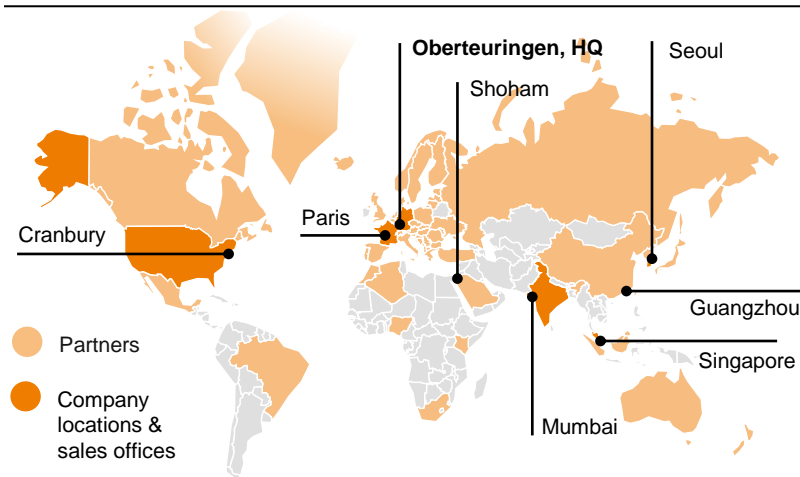 Oberteuringen, HQ
Seoul
Shoham
Paris
Cranbury
Guangzhou
Partners
Singapore
Company
locations &
sales offices
Mumbai